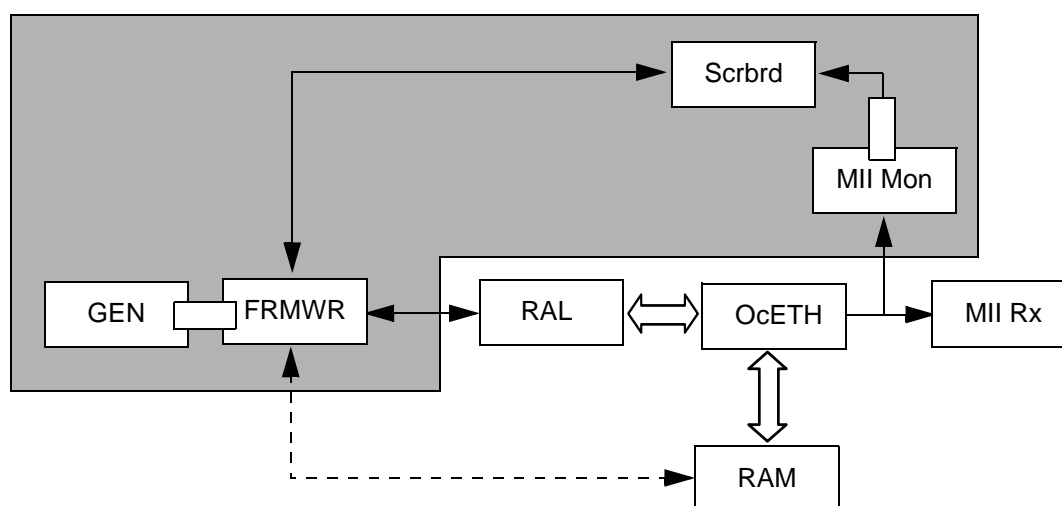 Scrbrd
MII Mon
GEN
FRMWR
RAL
OcETH
MII Rx
RAM